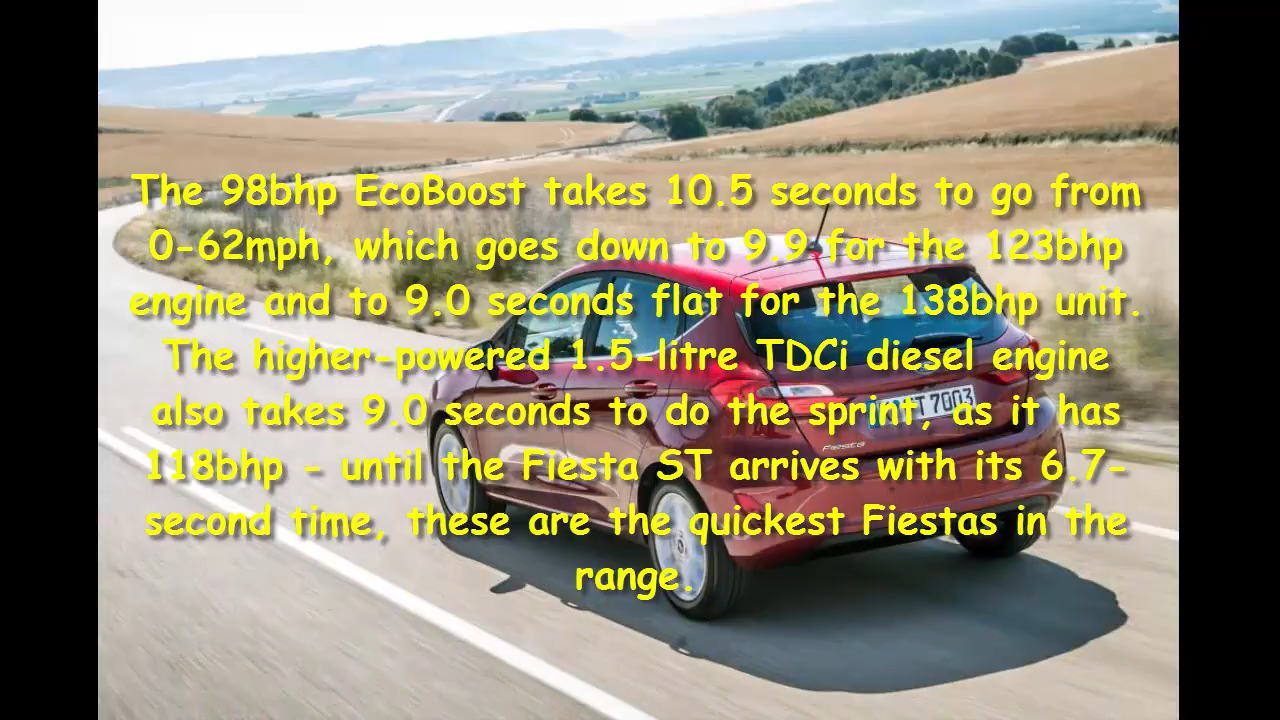 The 98bhp EcoBoost takes 10.5 seconds to go from
0-62mph, which goes down to 9.9 for the 123bhp
engine and to 9.0 seconds flat for the 138bhp unit.
The higher-powered 1.5-litre TDCi diesel engine
also takes 9.0 seconds to do the sprint, as it has
118bhp - until the Fiesta ST arrives with its 6.7-
second time, these are the quickest Fiestas in the
range.
7003
Fiesta